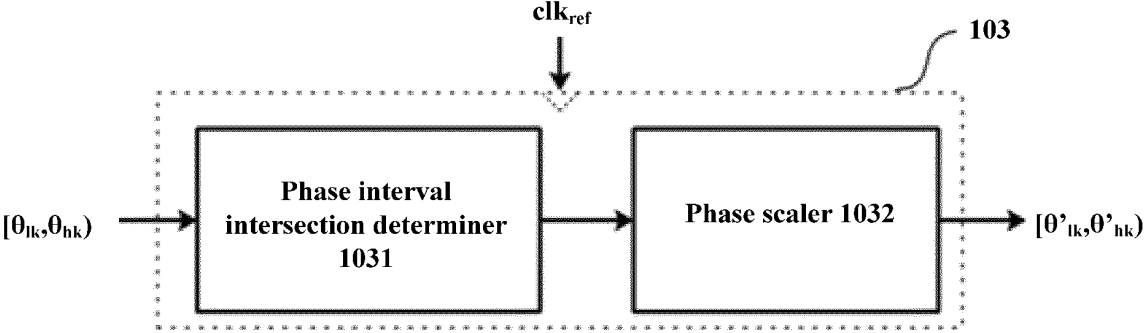 clkref
103
Phase interval
intersection determiner
1031
Phase scaler 1032
[θlk,θhk)
[θ’lk,θ’hk)